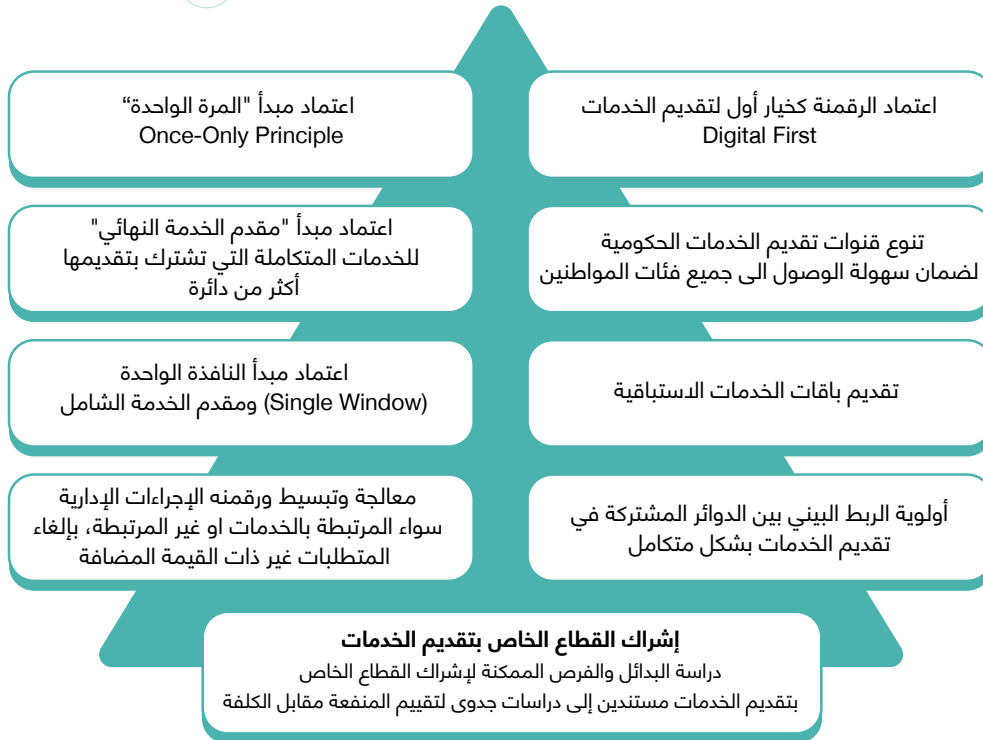 اعتماد الرقمنة كخيار أول لتقديم الخدمات
Digital First
اعتماد مبدأ "المرة الواحدة“
Once-Only Principle
تنوع قنوات تقديم الخدمات الحكومية
لضمان سهولة الوصول الى جميع فئات المواطنين
اعتماد مبدأ "مقدم الخدمة النهائي"
للخدمات المتكاملة التي تشترك بتقديمها
أكثر من دائرة
تقديم باقات الخدمات الاستباقية
اعتماد مبدأ النافذة الواحدة
(Single Window) ومقدم الخدمة الشامل
أولوية الربط البيني بين الدوائر المشتركة في
تقديم الخدمات بشكل متكامل
معالجة وتبسيط ورقمنه الإجراءات الإدارية
سواء المرتبطة بالخدمات او غير المرتبطة، بإلغاء
المتطلبات غير ذات القيمة المضافة
إشراك القطاع الخاص بتقديم الخدمات
دراسة البدائل والفرص الممكنة لإشراك القطاع الخاص
بتقديم الخدمات مستندين إلى دراسات جدوى لتقييم المنفعة مقابل الكلفة